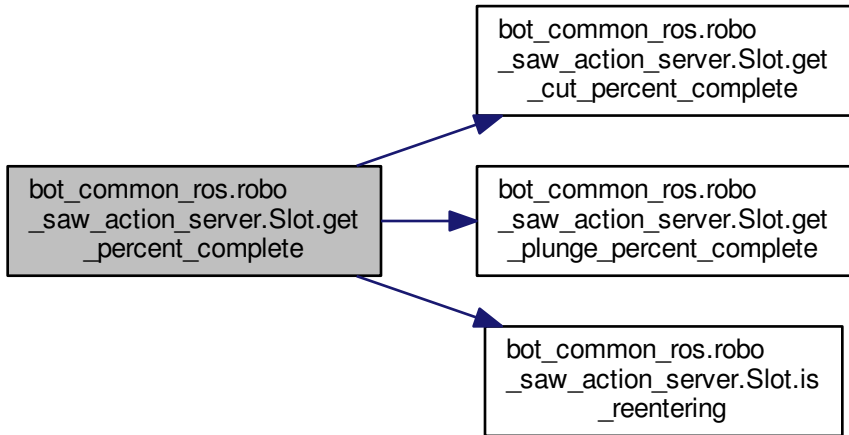 bot_common_ros.robo
_saw_action_server.Slot.get
_cut_percent_complete
bot_common_ros.robo
_saw_action_server.Slot.get
_percent_complete
bot_common_ros.robo
_saw_action_server.Slot.get
_plunge_percent_complete
bot_common_ros.robo
_saw_action_server.Slot.is
_reentering